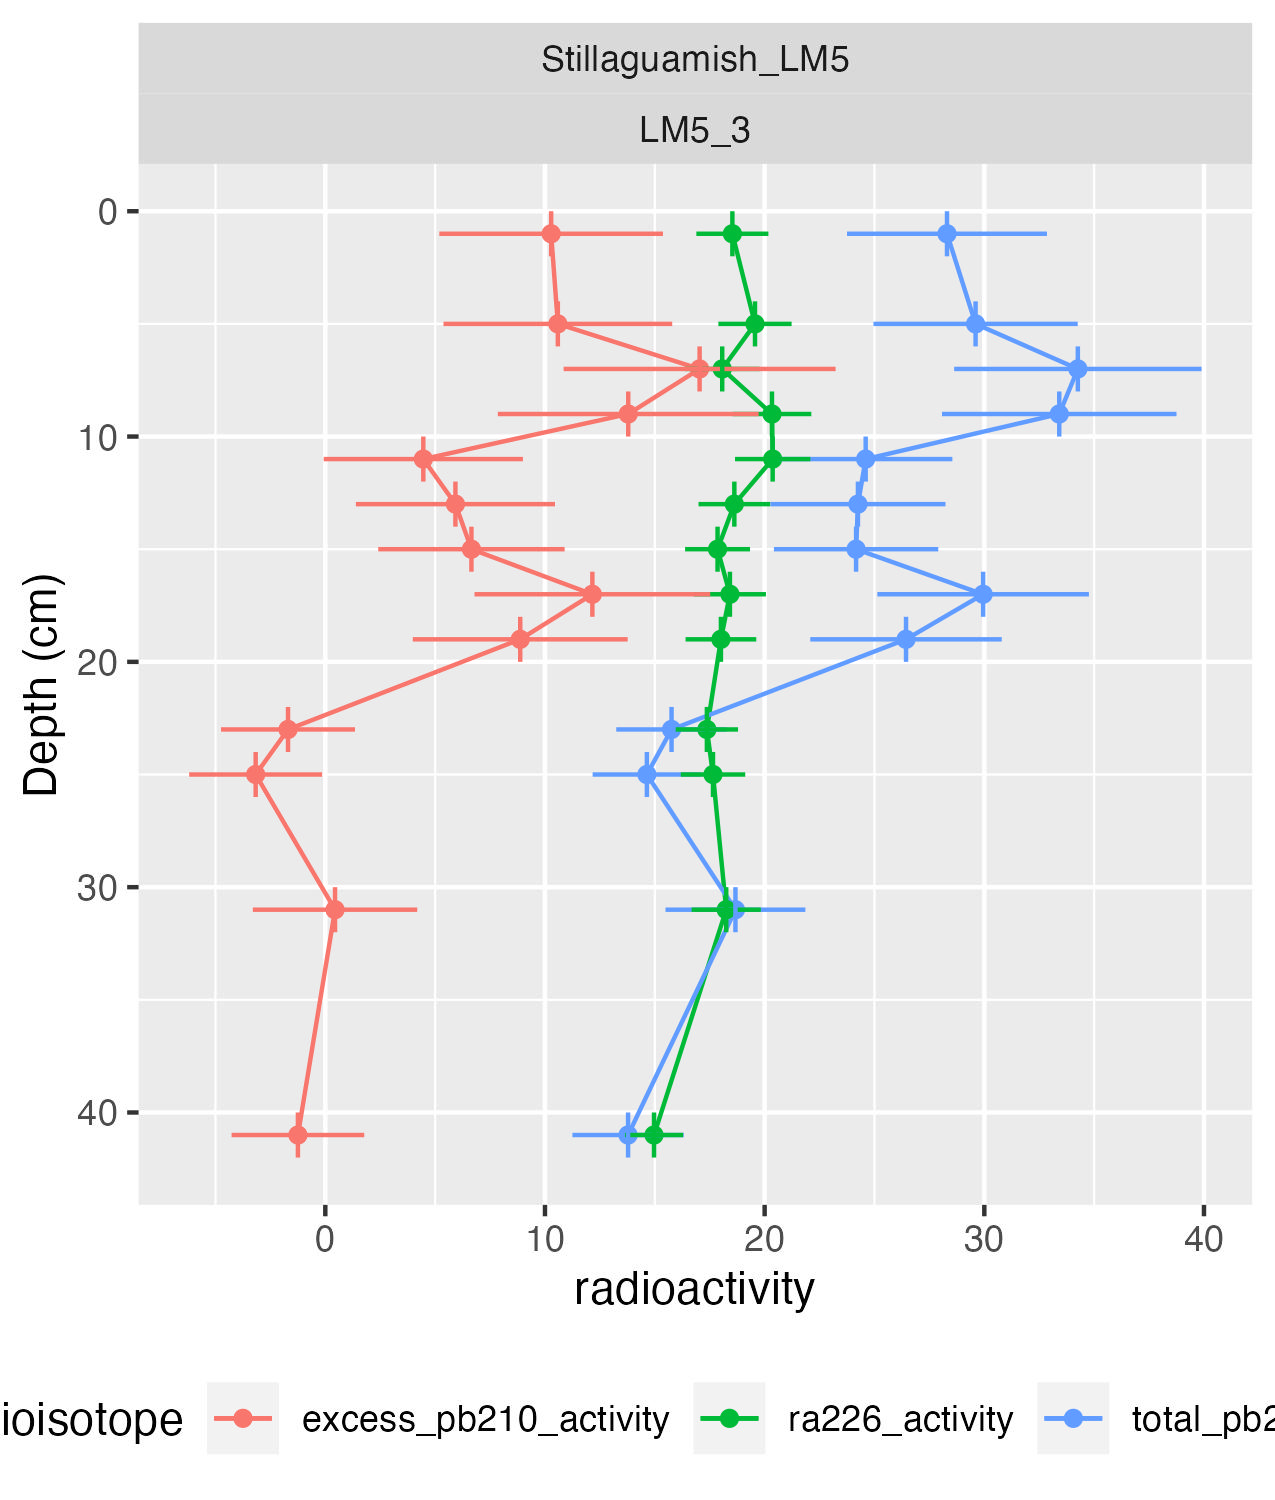 Stillaguamish_LM5
LM5_3
Depth (cm)
0
10
20
30
40
0 10 20 30 40
radioactivity
ioisotope excess_pb210_activity ra226_activity total_pb2